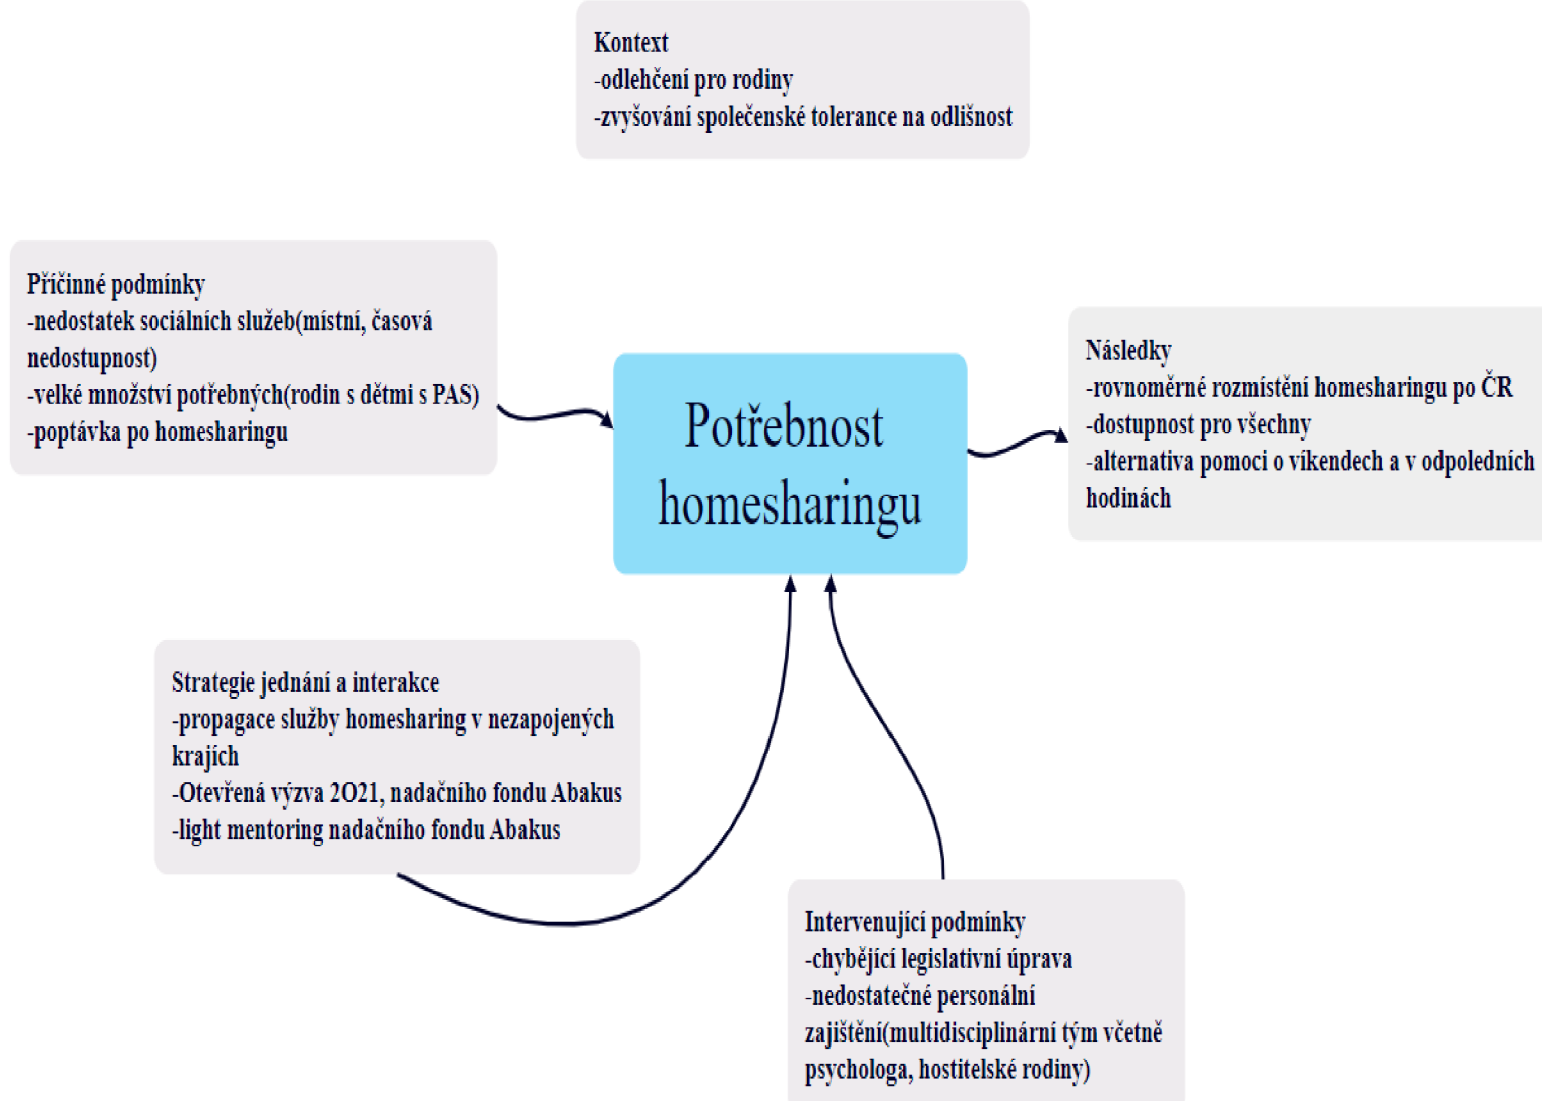 Kontext
-odlehčení pro rodiny
-zvyšování společenské tolerance na odlišnost
Příčinné podmínky
-nedostatek sociálních služeb(místní, časová
nedostupnost)
-velké množství potřebných(rodin s dětmi s PAS)
-poptávka po homesharingu
Potřebnost
homesharingu
Následky
-rovnoměrné rozmístění homesharingu po ČR
-dostupnost pro všechny
-alternativa pomoci o víkendech a v odpoledních
hodinách
Strategie jednání a interakce
-propagace služby homesharing v nezapojených
krajích
-Otevřená výzva 2O21, nadačního fondu Abakus
-light mentoring nadačního fondu Abakus
Intervenující podmínky
-chybějící legislativní úprava
-nedostatečné personální
zajištění(multidisciplinární tým včetně
psychologa, hostitelské rodiny)